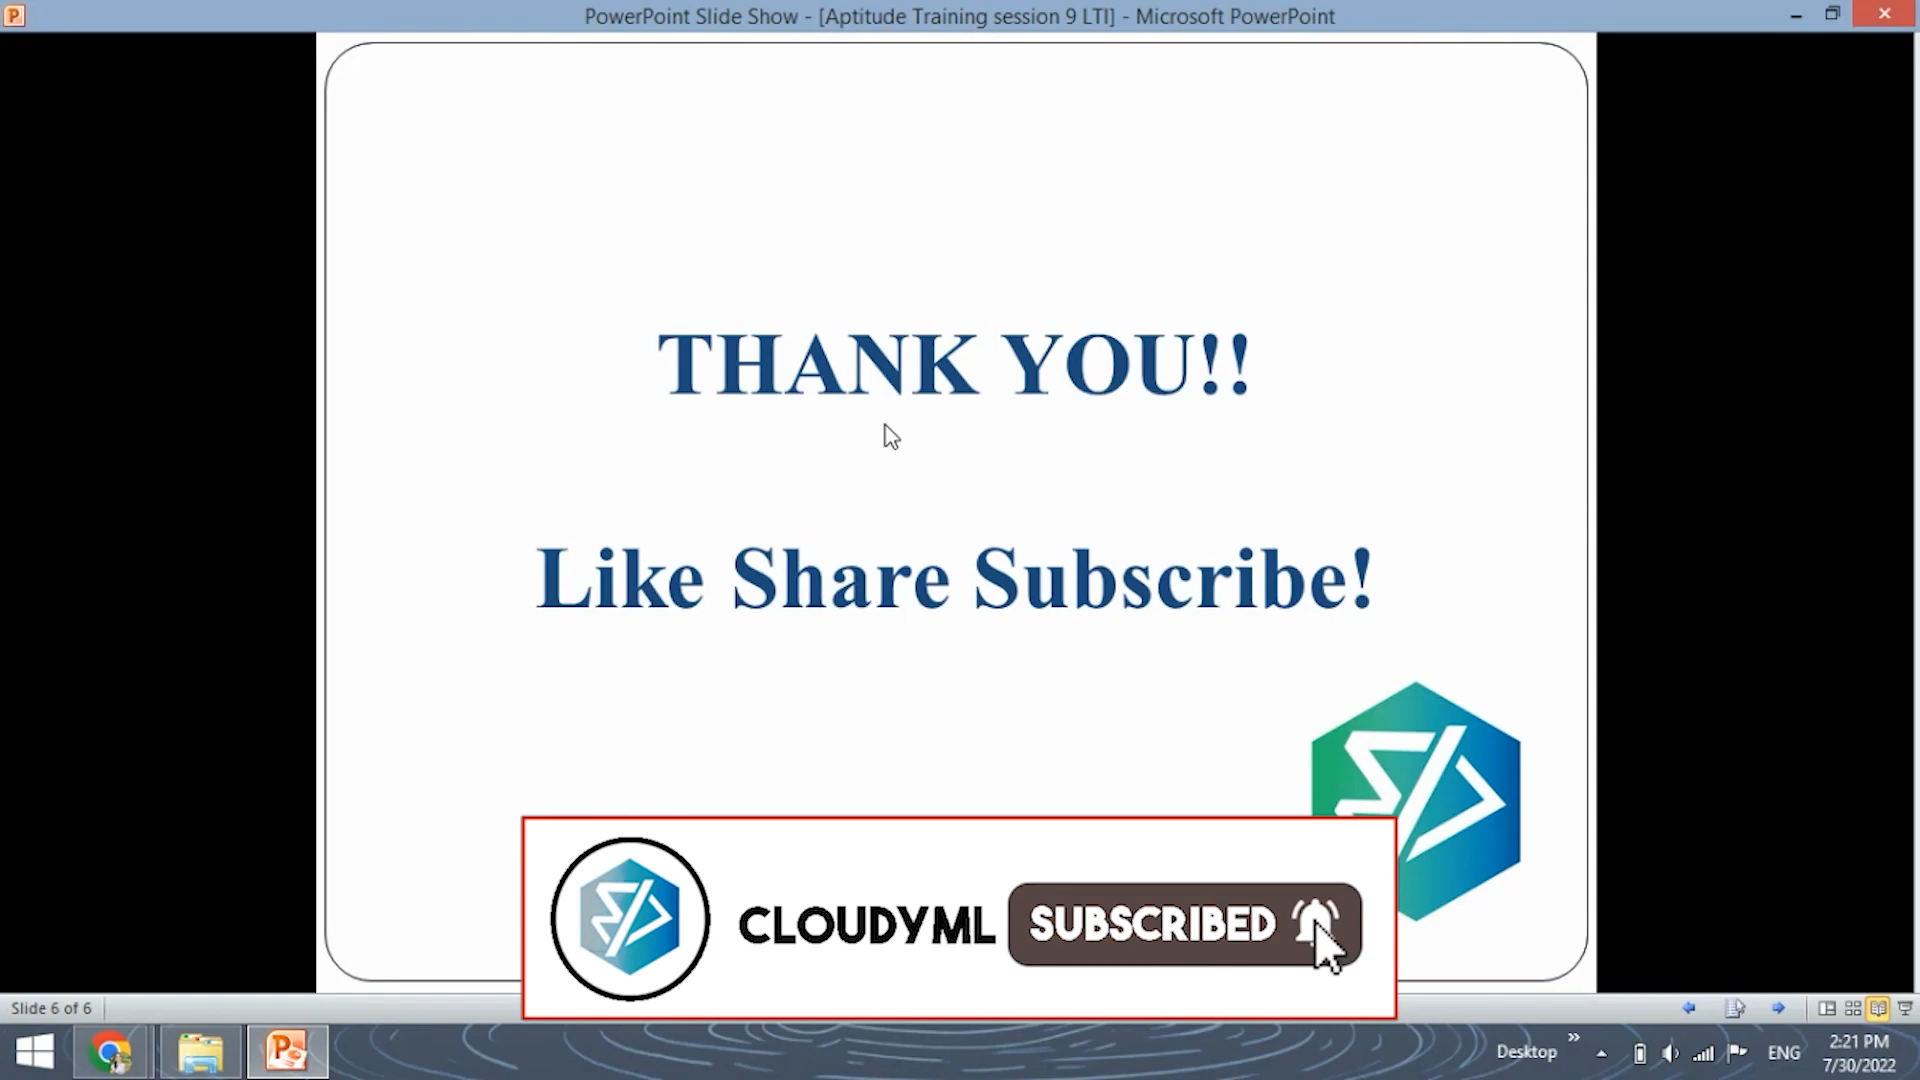 PowerPoint Slide Show - [Aptitude Training session 9 LTI] - Microsoft PowerPoint
THANK YOU!!
Like Share Subscribe!
CLOUDYML SUBSCRIBED
Slide 6 of 6
Desktop
ENG
2:21 PM
7/30/2022